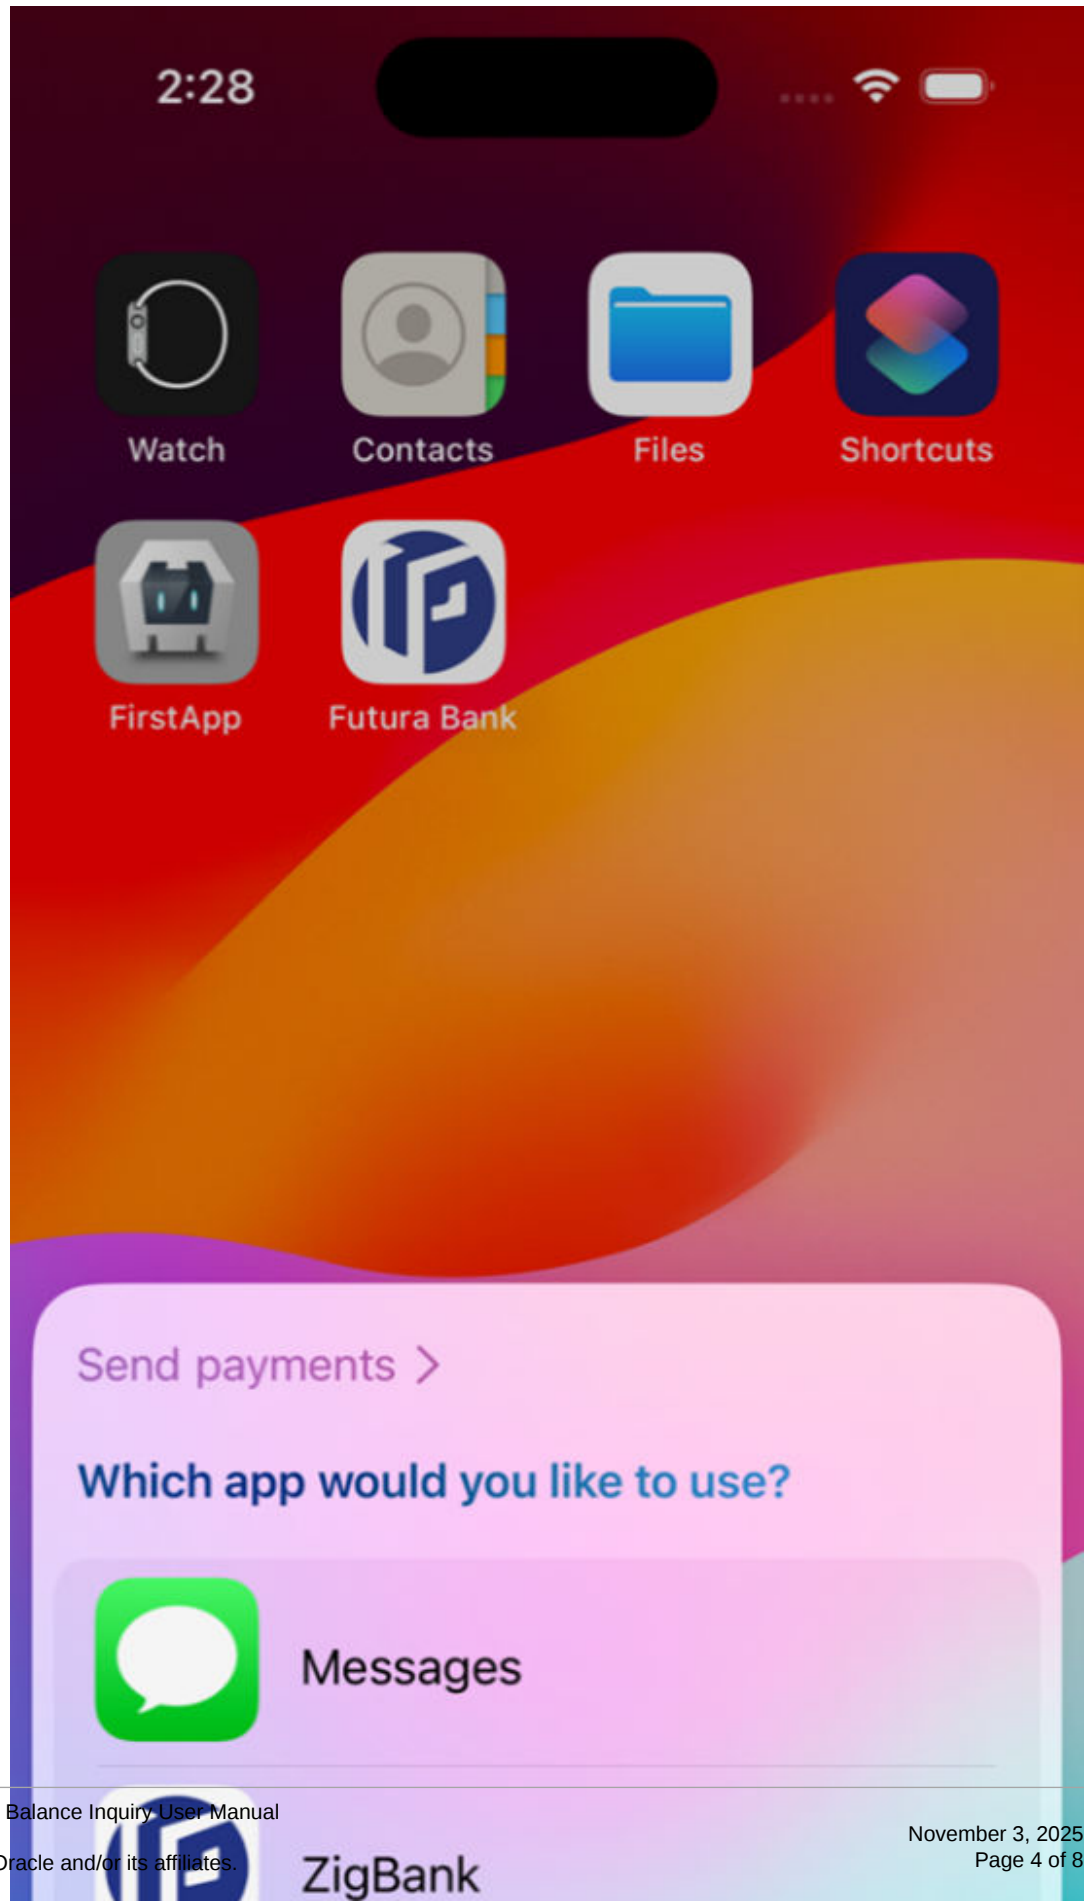 2:28
Watch
Contacts
Files
Shortcuts
FirstApp
Futura Bank
Send payments >
Which app would you like to use?
Messages
Balance Inquiry User Manual
November 3, 2025
Oracle and/or its affiliates.
Page 4 of 8
ZigBank